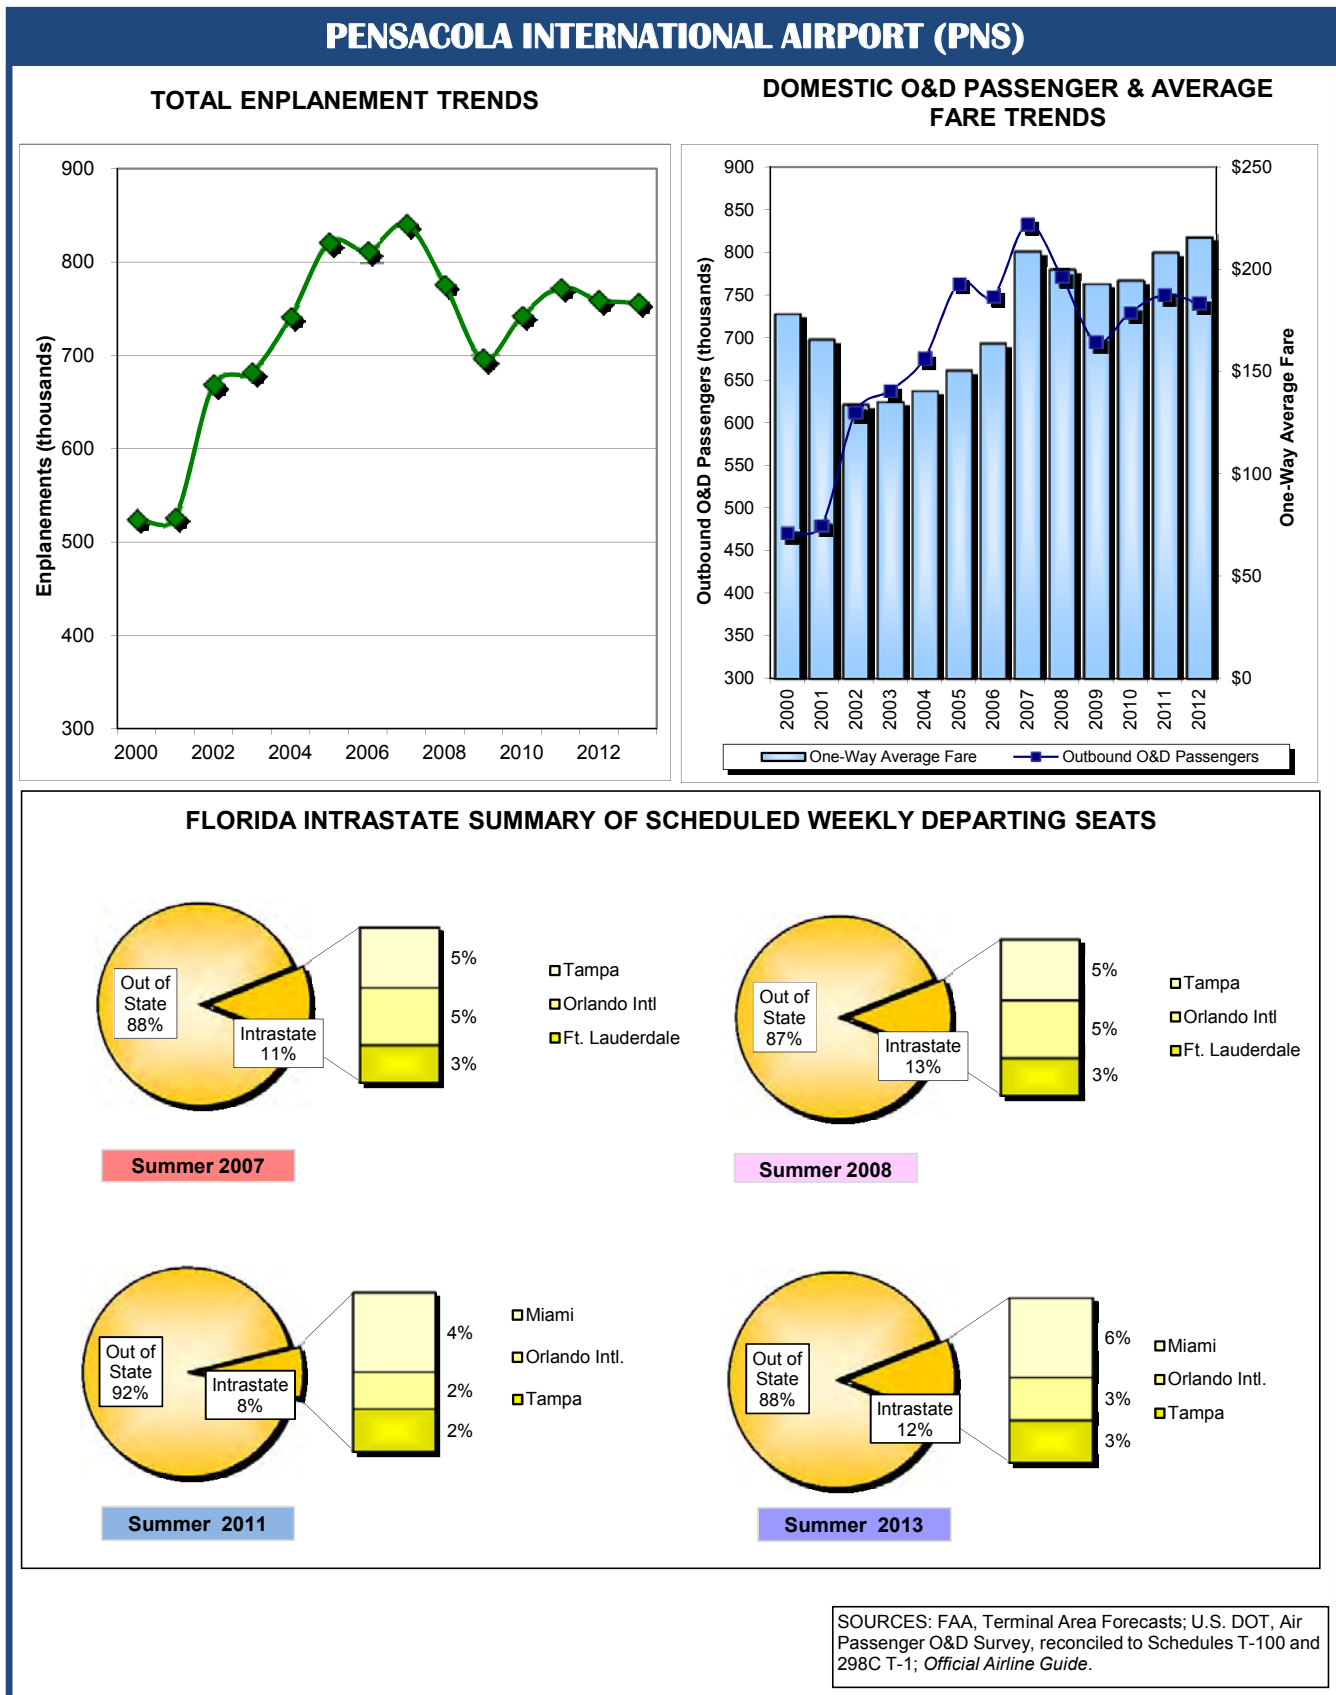 PENSACOLA INTERNATIONAL AIRPORT (PNS)
TOTAL ENPLANEMENT TRENDS
900
800
700
600
500
400
300
Enplanements (thousands)
2000 2002 2004 2006 2008 2010 2012
DOMESTIC O&D PASSENGER & AVERAGE
FARE TRENDS
900
850
800
750
700
650
600
550
500
450
400
350
300
Outbound O&D Passengers (thousands)
$250
$200
$150
$100
$50
$0
One-Way Average Fare
2000 2001 2002 2003 2004 2005 2006 2007 2008 2009 2010 2011 2012
One-Way Average Fare Outbound O&D Passengers
FLORIDA INTRASTATE SUMMARY OF SCHEDULED WEEKLY DEPARTING SEATS
Out of
State
88%
Intrastate
11%
5%
5%
3%
Tampa
Orlando Intl
Ft. Lauderdale
Summer 2007
Out of
State
87%
Intrastate
13%
5%
5%
3%
Tampa
Orlando Intl
Ft. Lauderdale
Summer 2008
Out of
State
92%
Intrastate
8%
4%
2%
2%
Miami
Orlando Intl.
Tampa
Summer 2011
Out of
State
88%
Intrastate
12%
6%
3%
3%
Miami
Orlando Intl.
Tampa
Summer 2013
SOURCES: FAA, Terminal Area Forecasts; U.S. DOT, Air
Passenger O&D Survey, reconciled to Schedules T-100 and
298C T-1; Official Airline Guide.